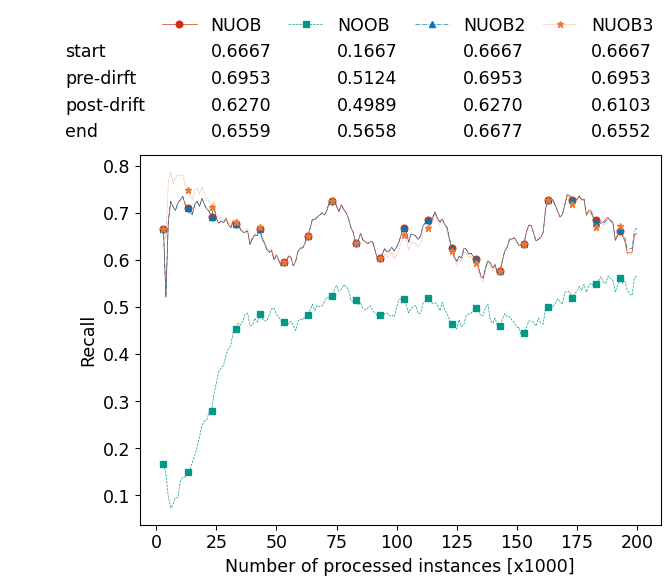 NUOB NOOB NUOB2 NUOB3
start 0.6667 0.1667 0.6667 0.6667
pre-dirft 0.6953 0.5124 0.6953 0.6953
post-drift 0.6270 0.4989 0.6270 0.6103
end 0.6559 0.5658 0.6677 0.6552
0.8
0.7
0.6
0.5
0.4
0.3
0.2
0.1
Recall
0 25 50 75 100 125 150 175 200
Number of processed instances [x1000]